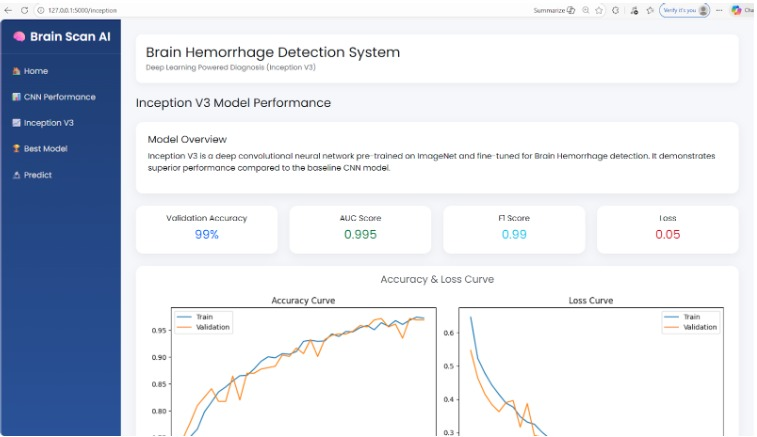 127.0.0.1:5000/inception
Summarize
Verify it's you
Brain Scan AI
Home
CNN Performance
Inception V3
Best Model
Predict
Brain Hemorrhage Detection System
Deep Learning Powered Diagnosis (Inception V3)
Inception V3 Model Performance
Model Overview
Inception V3 is a deep convolutional neural network pre-trained on ImageNet and fine-tuned for Brain Hemorrhage detection. It demonstrates
superior performance compared to the baseline CNN model.
Validation Accuracy
99%
AUC Score
0.995
F1 Score
0.99
Loss
0.05
Accuracy & Loss Curve
Accuracy Curve
Train
Validation
0.95
0.90
0.85
0.80
Loss Curve
Train
Validation
0.6
0.5
0.4
0.3